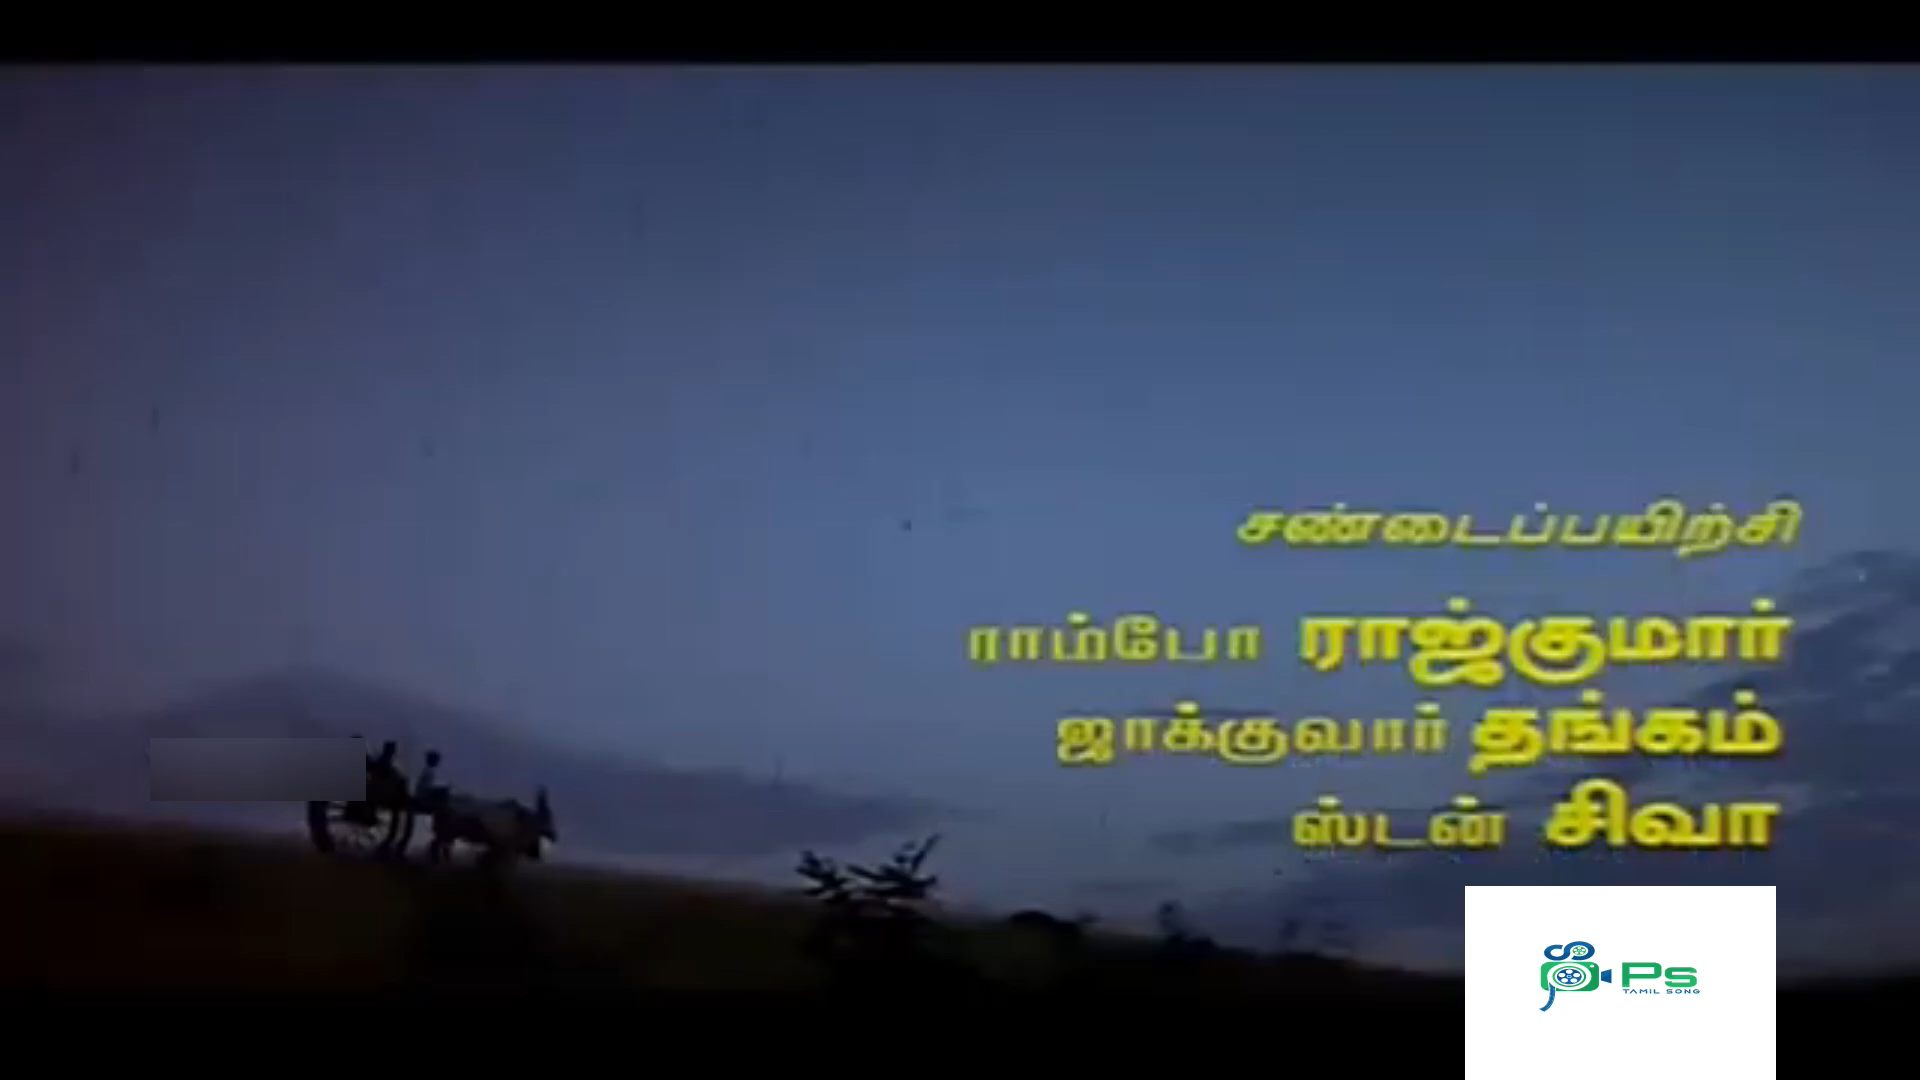 சண்டைப்பயிற்சி
ராம்போ ராஜ்குமார்
ஜாக்குவார் தங்கம்
ஸ்டன் சிவா
Ps
TAMIL SONG